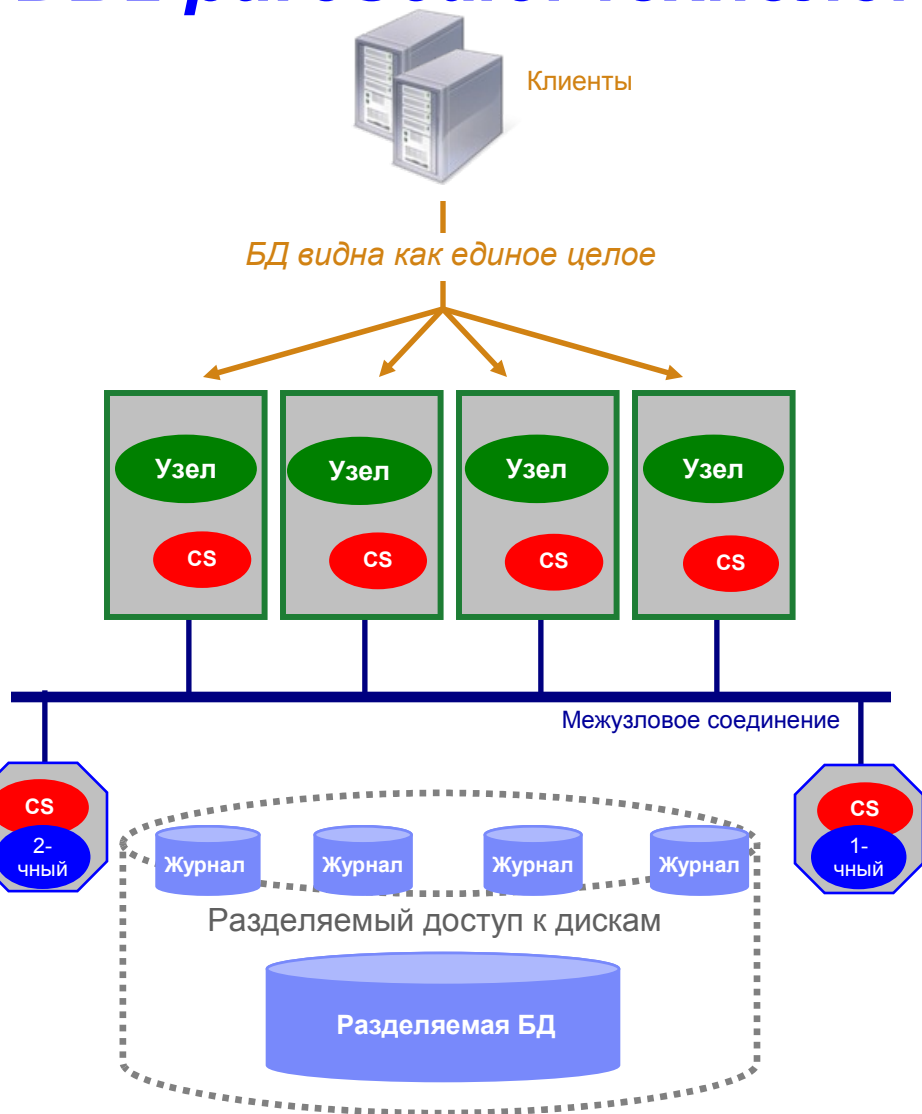 Клиенты
БД видна как единое целое
Узел
Узел
Узел
Узел
CS
CS
CS
CS
Межузловое соединение
CS
2-
чный
CS
1-
чный
Журнал
Журнал
Журнал
Журнал
Разделяемый доступ к дискам
Разделяемая БД